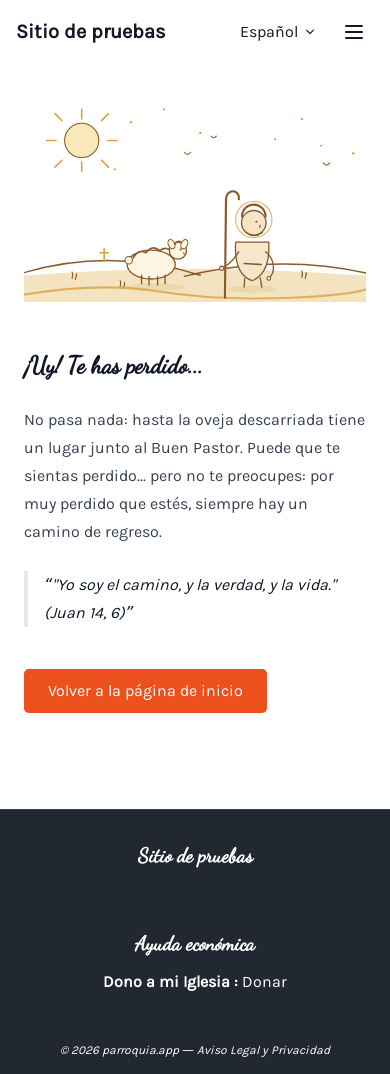 Sitio de pruebas
Español
¡Uy! Te has perdido...
No pasa nada: hasta la oveja descarriada tiene
un lugar junto al Buen Pastor. Puede que te
sientas perdido... pero no te preocupes: por
muy perdido que estés, siempre hay un
camino de regreso.
“"Yo soy el camino, y la verdad, y la vida."
(Juan 14, 6)”
Volver a la página de inicio
Sitio de pruebas
Ayuda económica
Dono a mi Iglesia : Donar
© 2026 parroquia.app — Aviso Legal y Privacidad